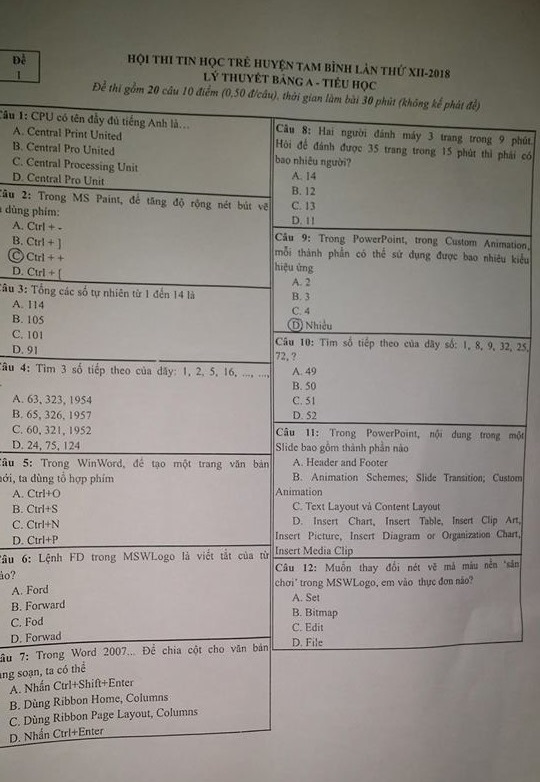 Đề
1
HỘI THI TIN HỌC TRẺ HUYỆN TAM BÌNH LẦN THỨ XII-2018
LÝ THUYẾT BẢNG A - TIỂU HỌC
Đề thi gồm 20 câu 10 điểm (0,50 đ/câu), thời gian làm bài 30 phút (không kể phát đề)
Câu 1: CPU có tên đầy đủ tiếng Anh là…
A. Central Print United
B. Central Pro United
C. Central Processing Unit
D. Central Pro Unit
Câu 2: Trong MS Paint, để tăng độ rộng nét bút vẽ
dùng phím:
A. Ctrl + -
B. Ctrl + ]
C. Ctrl + +
D. Ctrl + [
Câu 3: Tổng các số tự nhiên từ 1 đến 14 là
A. 114
B. 105
C. 101
D. 91
Câu 4: Tìm 3 số tiếp theo của dãy: 1, 2, 5, 16, ..., ...,
A. 63, 323, 1954
B. 65, 326, 1957
C. 60, 321, 1952
D. 24, 75, 124
Câu 5: Trong WinWord, để tạo một trang văn bản
mới, ta dùng tổ hợp phím
A. Ctrl+O
B. Ctrl+S
C. Ctrl+N
D. Ctrl+P
Câu 6: Lệnh FD trong MSWLogo là viết tắt của từ
nào?
A. Ford
B. Forward
C. Fod
D. Forwad
Câu 7: Trong Word 2007... Để chia cột cho văn bản
đang soạn, ta có thể
A. Nhấn Ctrl+Shift+Enter
B. Dùng Ribbon Home, Columns
C. Dùng Ribbon Page Layout, Columns
D. Nhấn Ctrl+Enter
Câu 8: Hai người đánh máy 3 trang trong 9 phút.
Hỏi để đánh được 35 trang trong 15 phút thì phải có
bao nhiêu người?
A. 14
B. 12
C. 13
D. 11
Câu 9: Trong PowerPoint, trong Custom Animation,
mỗi thành phần có thể sử dụng được bao nhiêu kiểu
hiệu ứng
A. 2
B. 3
C. 4
D. Nhiều
Câu 10: Tìm số tiếp theo của dãy số: 1, 8, 9, 32, 25,
72, ?
A. 49
B. 50
C. 51
D. 52
Câu 11: Trong PowerPoint, nội dung trong một
Slide bao gồm thành phần nào
A. Header and Footer
B. Animation Schemes; Slide Transition; Custom
Animation
C. Text Layout và Content Layout
D. Insert Chart, Insert Table, Insert Clip Art,
Insert Picture, Insert Diagram or Organization Chart,
Insert Media Clip
Câu 12: Muốn thay đổi nét vẽ mà màu nền 'sân
chơi' trong MSWLogo, em vào thực đơn nào?
A. Set
B. Bitmap
C. Edit
D. File